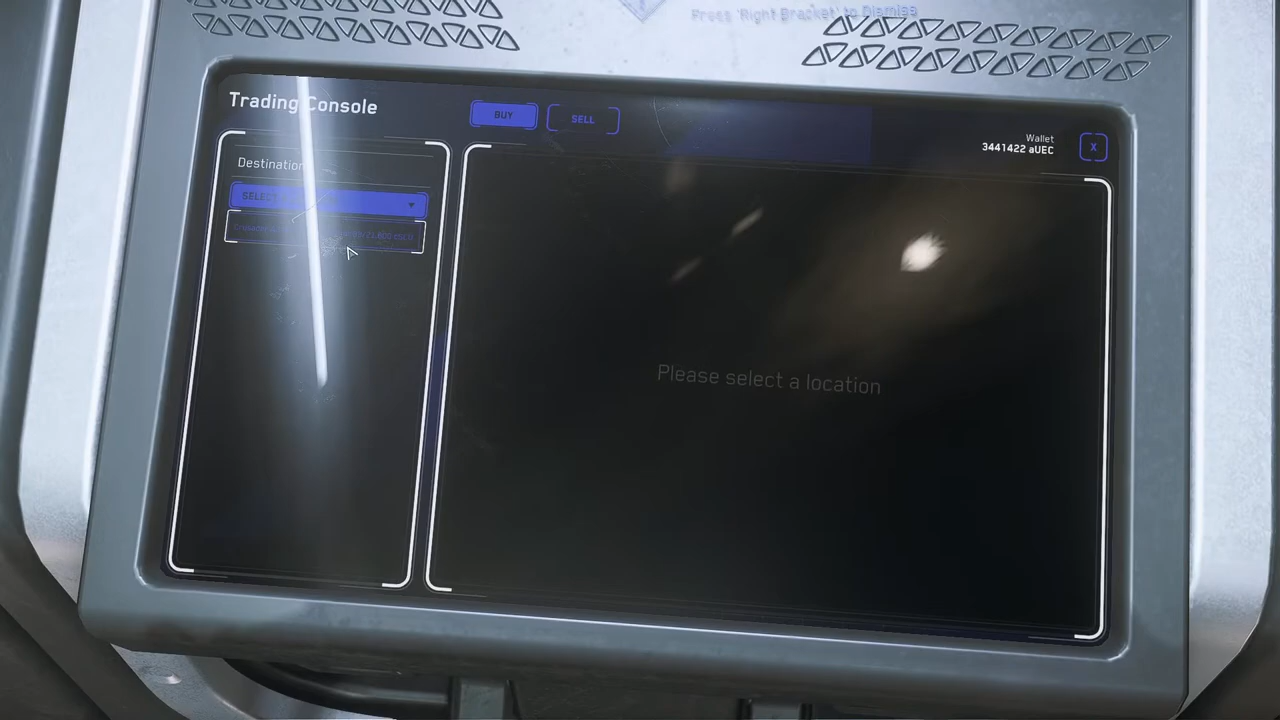 Press 'Right Bracket' to Dismiss
Trading Console
BUY
SELL
Wallet
3441422 aUEC
X
Destination
SELECT
Please select a location